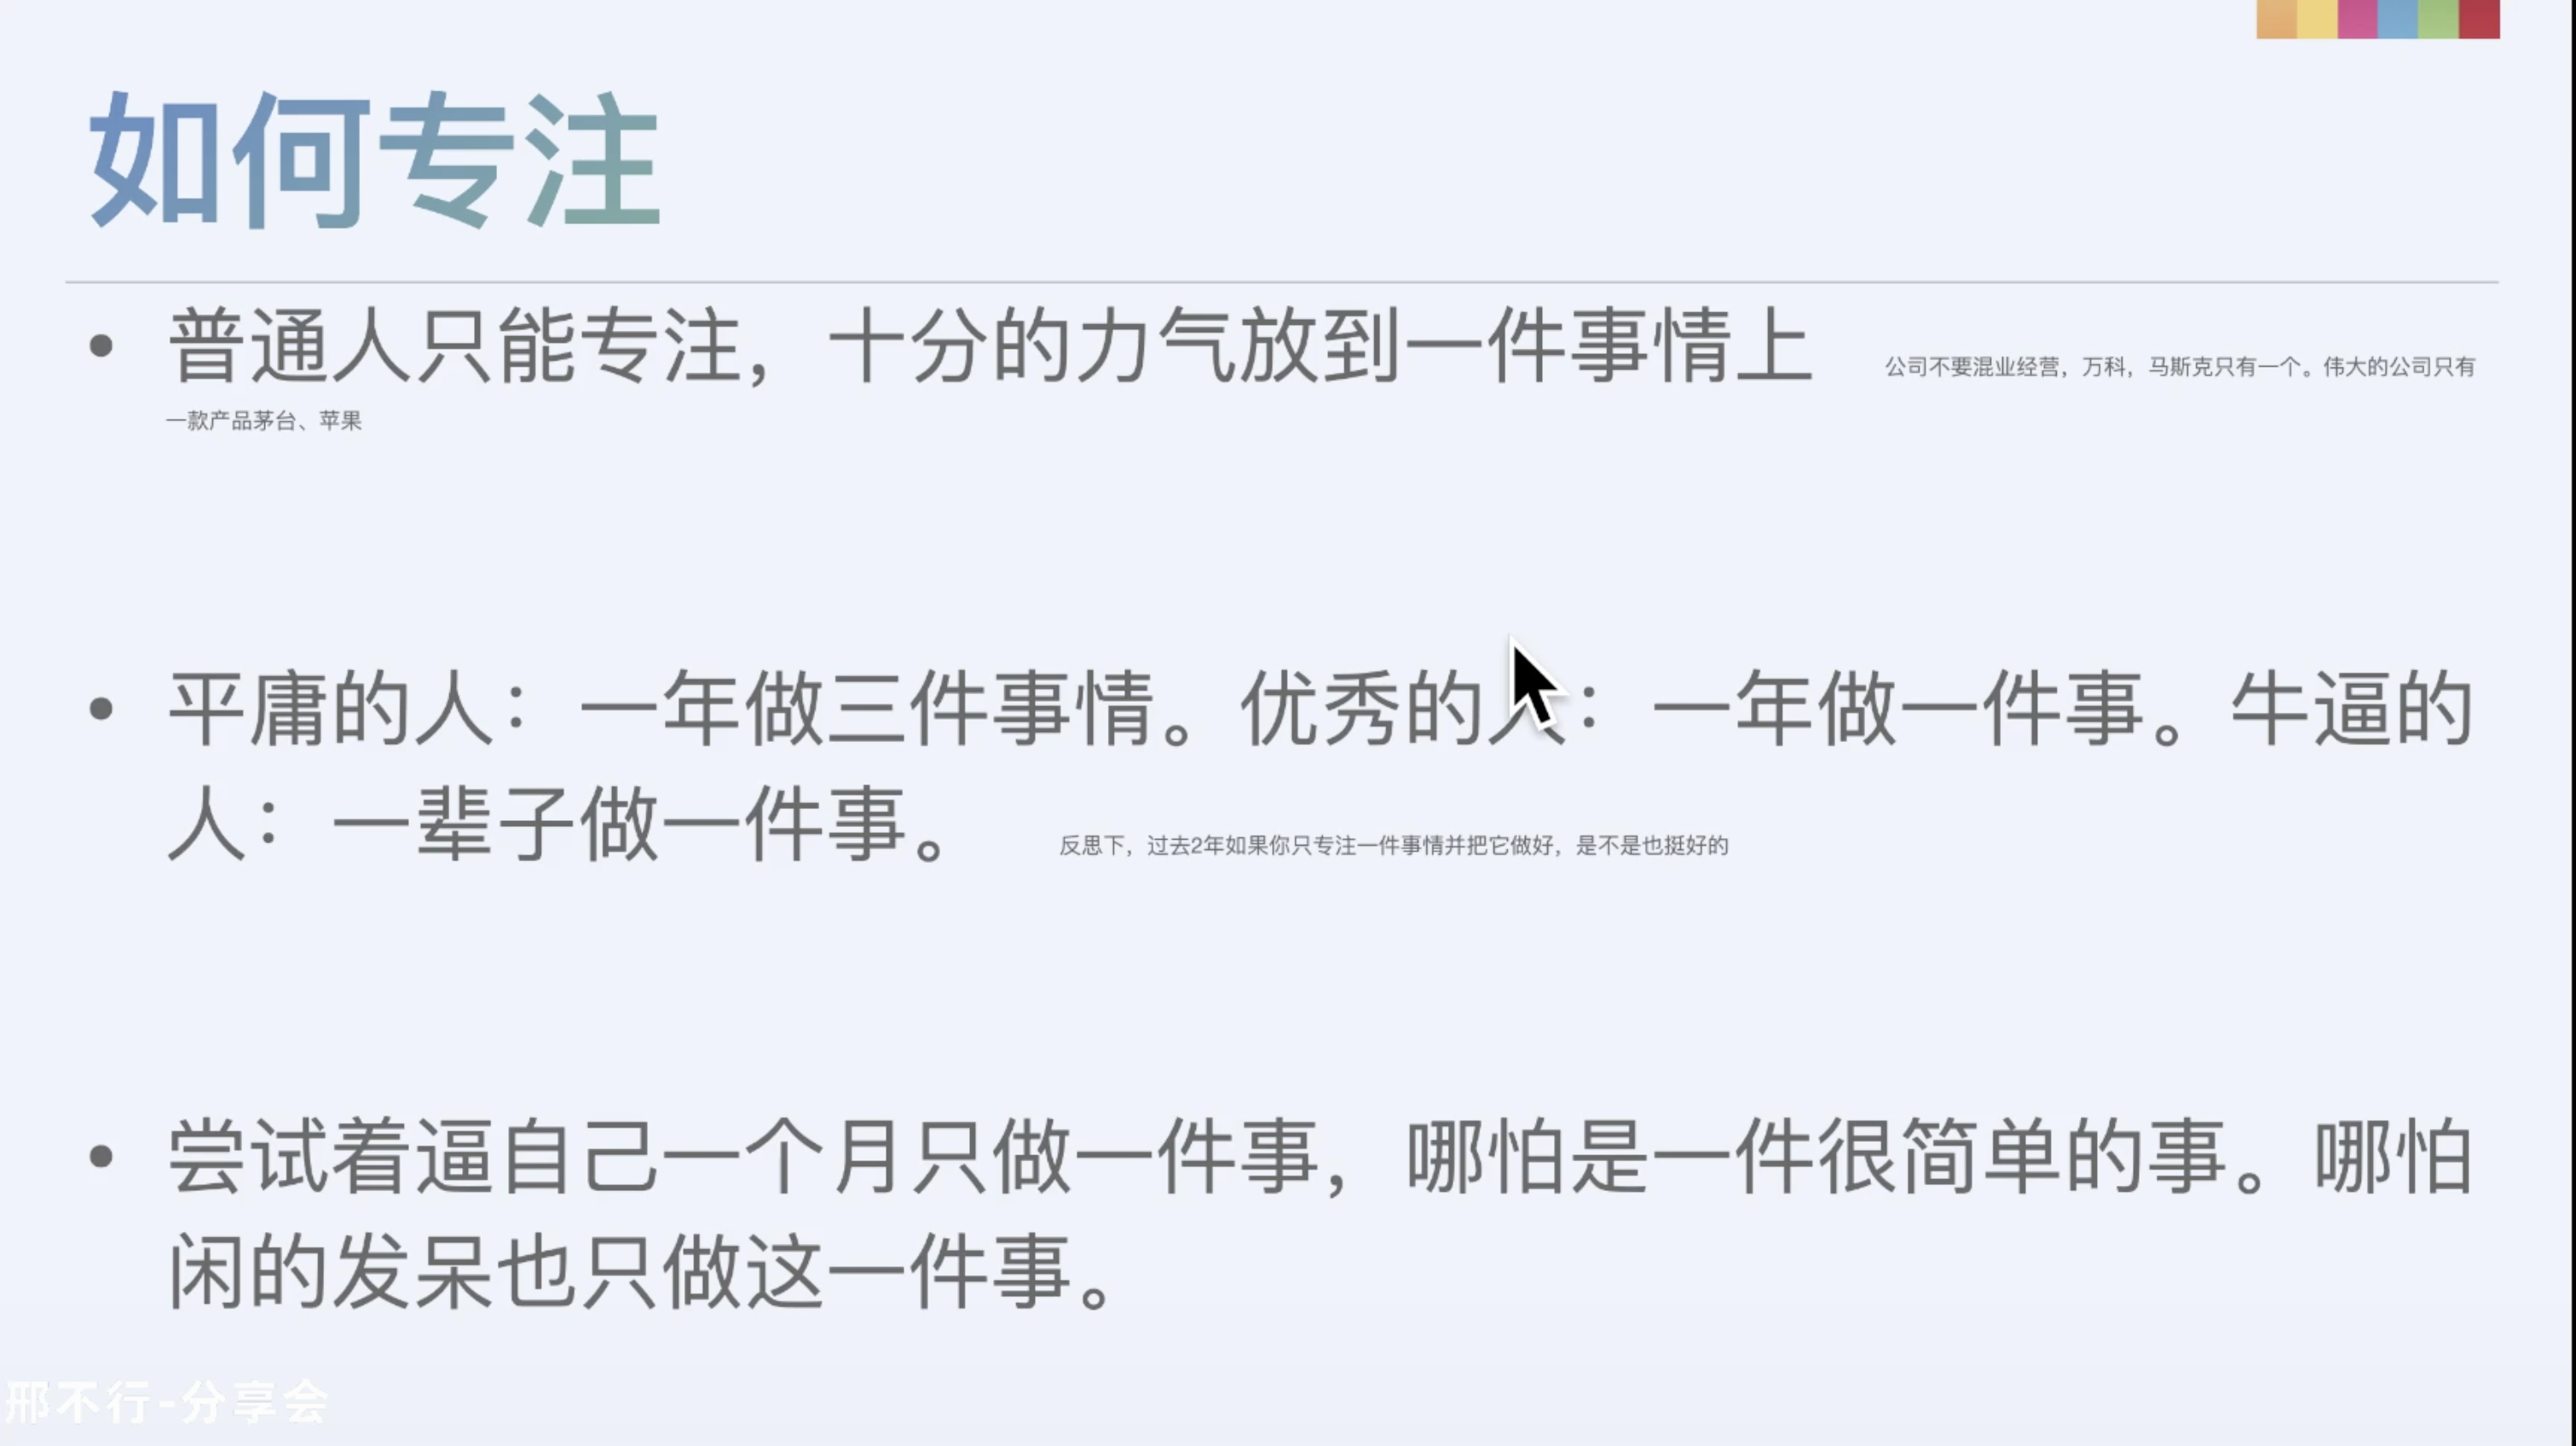 如何专注
• 普通人只能专注，十分的力气放到一件事情上 公司不要混业经营，万科，马斯克只有一个。伟大的公司只有
一款产品茅台、苹果
• 平庸的人：一年做三件事情。优秀的人：一年做一件事。牛逼的
人：一辈子做一件事。 反思下，过去2年如果你只专注一件事情并把它做好，是不是也挺好的
• 尝试着逼自己一个月只做一件事，哪怕是一件很简单的事。哪怕
闲的发呆也只做这一件事。
邢不行-分享会